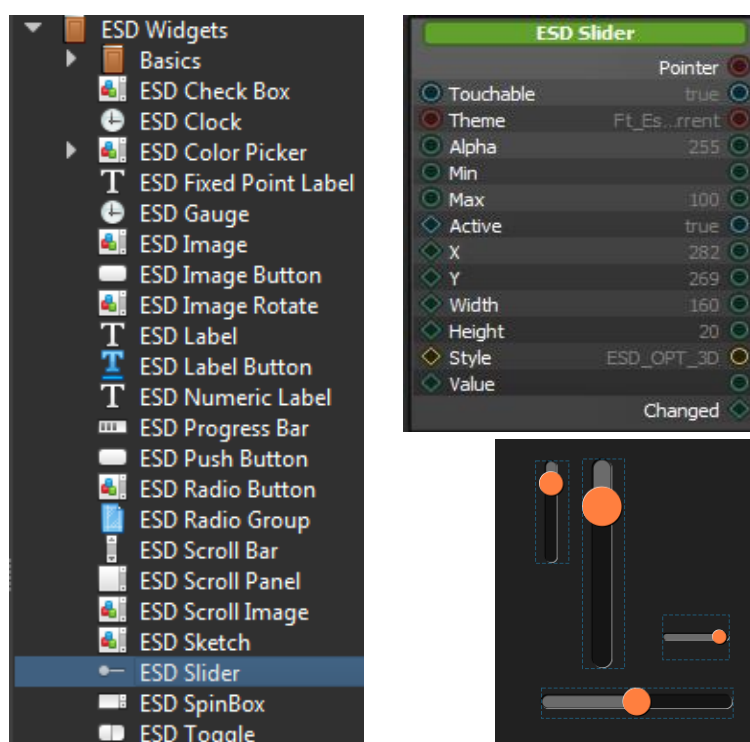 ESD Widgets
Basics
ESD Check Box
ESD Clock
ESD Color Picker
ESD Fixed Point Label
ESD Gauge
ESD Image
ESD Image Button
ESD Image Rotate
ESD Label
ESD Label Button
ESD Numeric Label
ESD Progress Bar
ESD Push Button
ESD Radio Button
ESD Radio Group
ESD Scroll Bar
ESD Scroll Panel
ESD Scroll Image
ESD Sketch
ESD Slider
ESD SpinBox
ESD Toggle
ESD Slider
Pointer
Touchable true
Theme Ft_Es...rrent
Alpha 255
Min
Max 100
Active true
X 282
Y 269
Width 160
Height 20
Style ESD_OPT_3D
Value
Changed